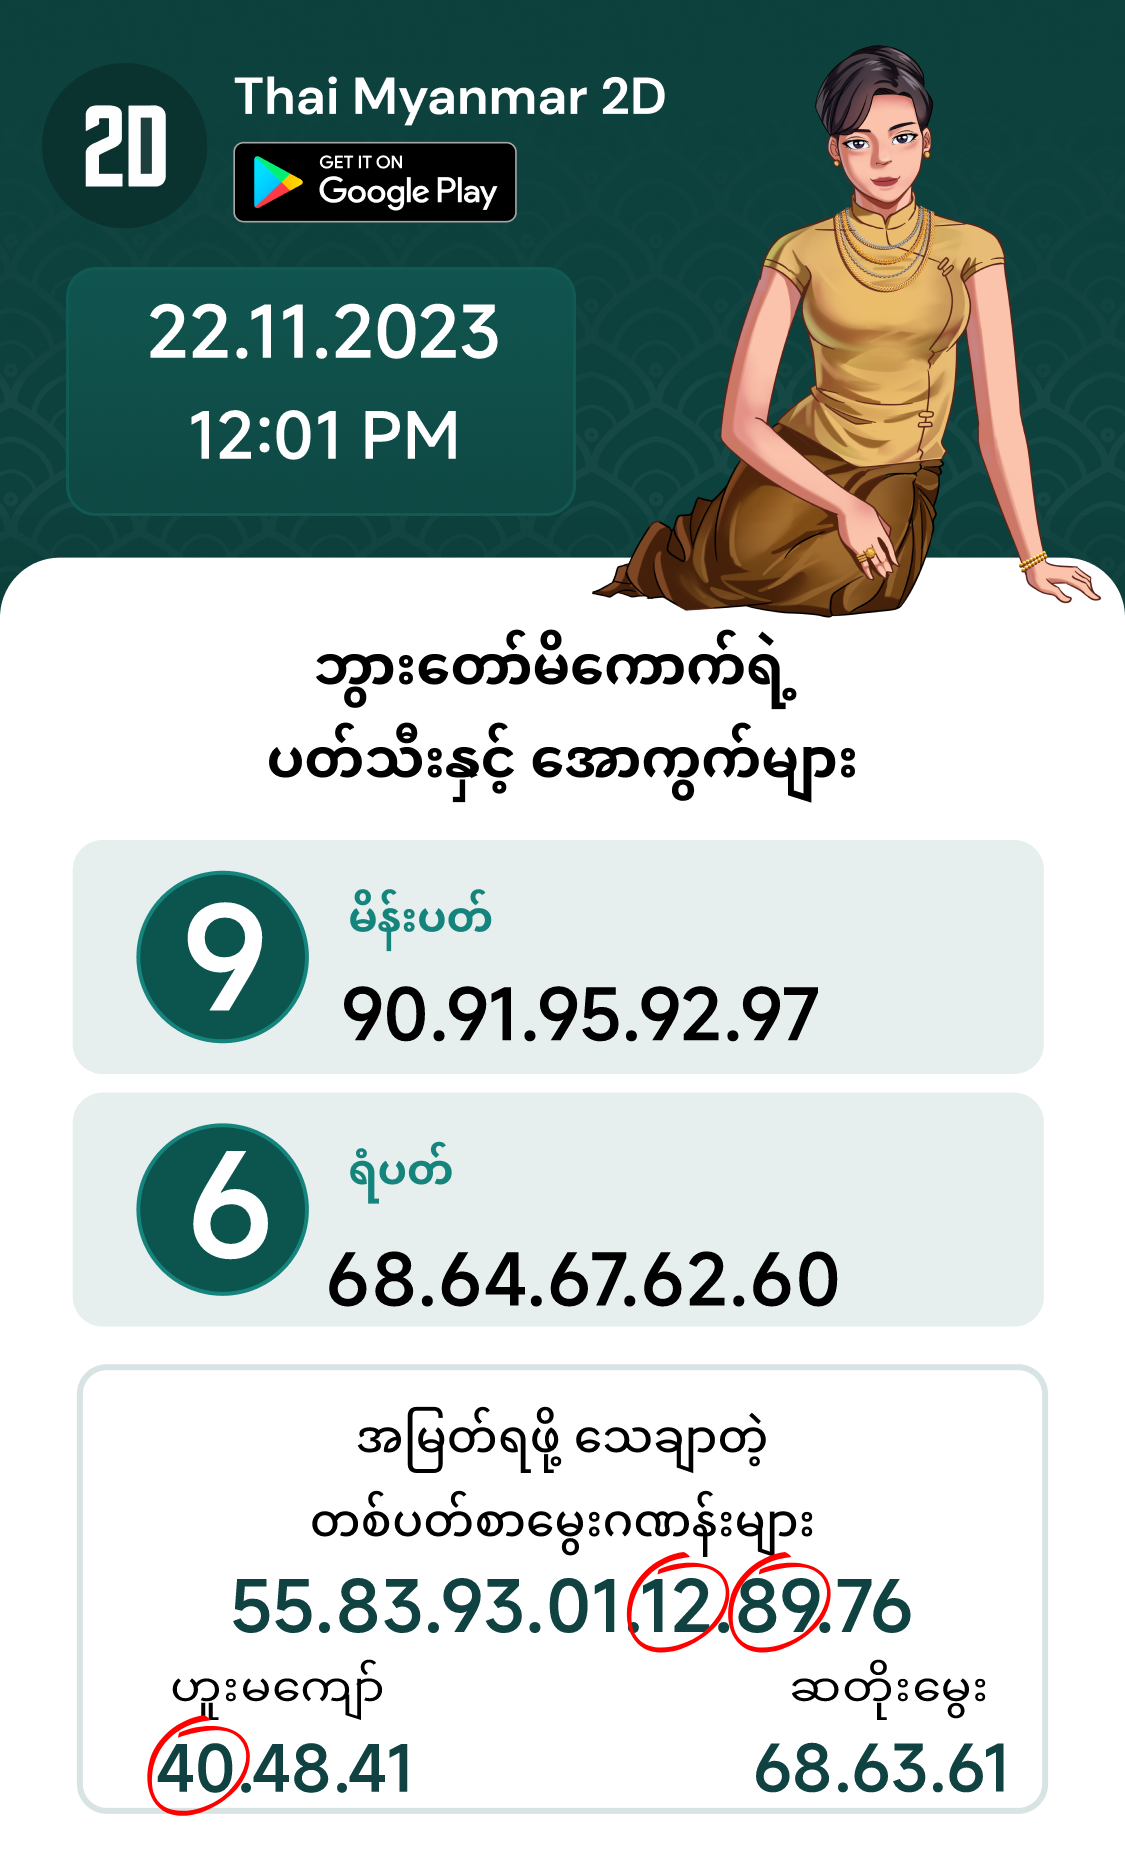 2D
Thai Myanmar 2D
GET IT ON
Google Play
22.11.2023
12:01 PM
ဘွားတော်မိကောက်ရဲ့
ပတ်သီးနှင့် အောကွက်များ
9
မိန်းပတ်
90.91.95.92.97
6
ရံပတ်
68.64.67.62.60
အမြတ်ရဖို့ သေချာတဲ့
တစ်ပတ်စာမွေးဂဏန်းများ
55.83.93.01.12.89.76
ဟူးမကျော် ဆတိုးမွေး
40.48.41 68.63.61